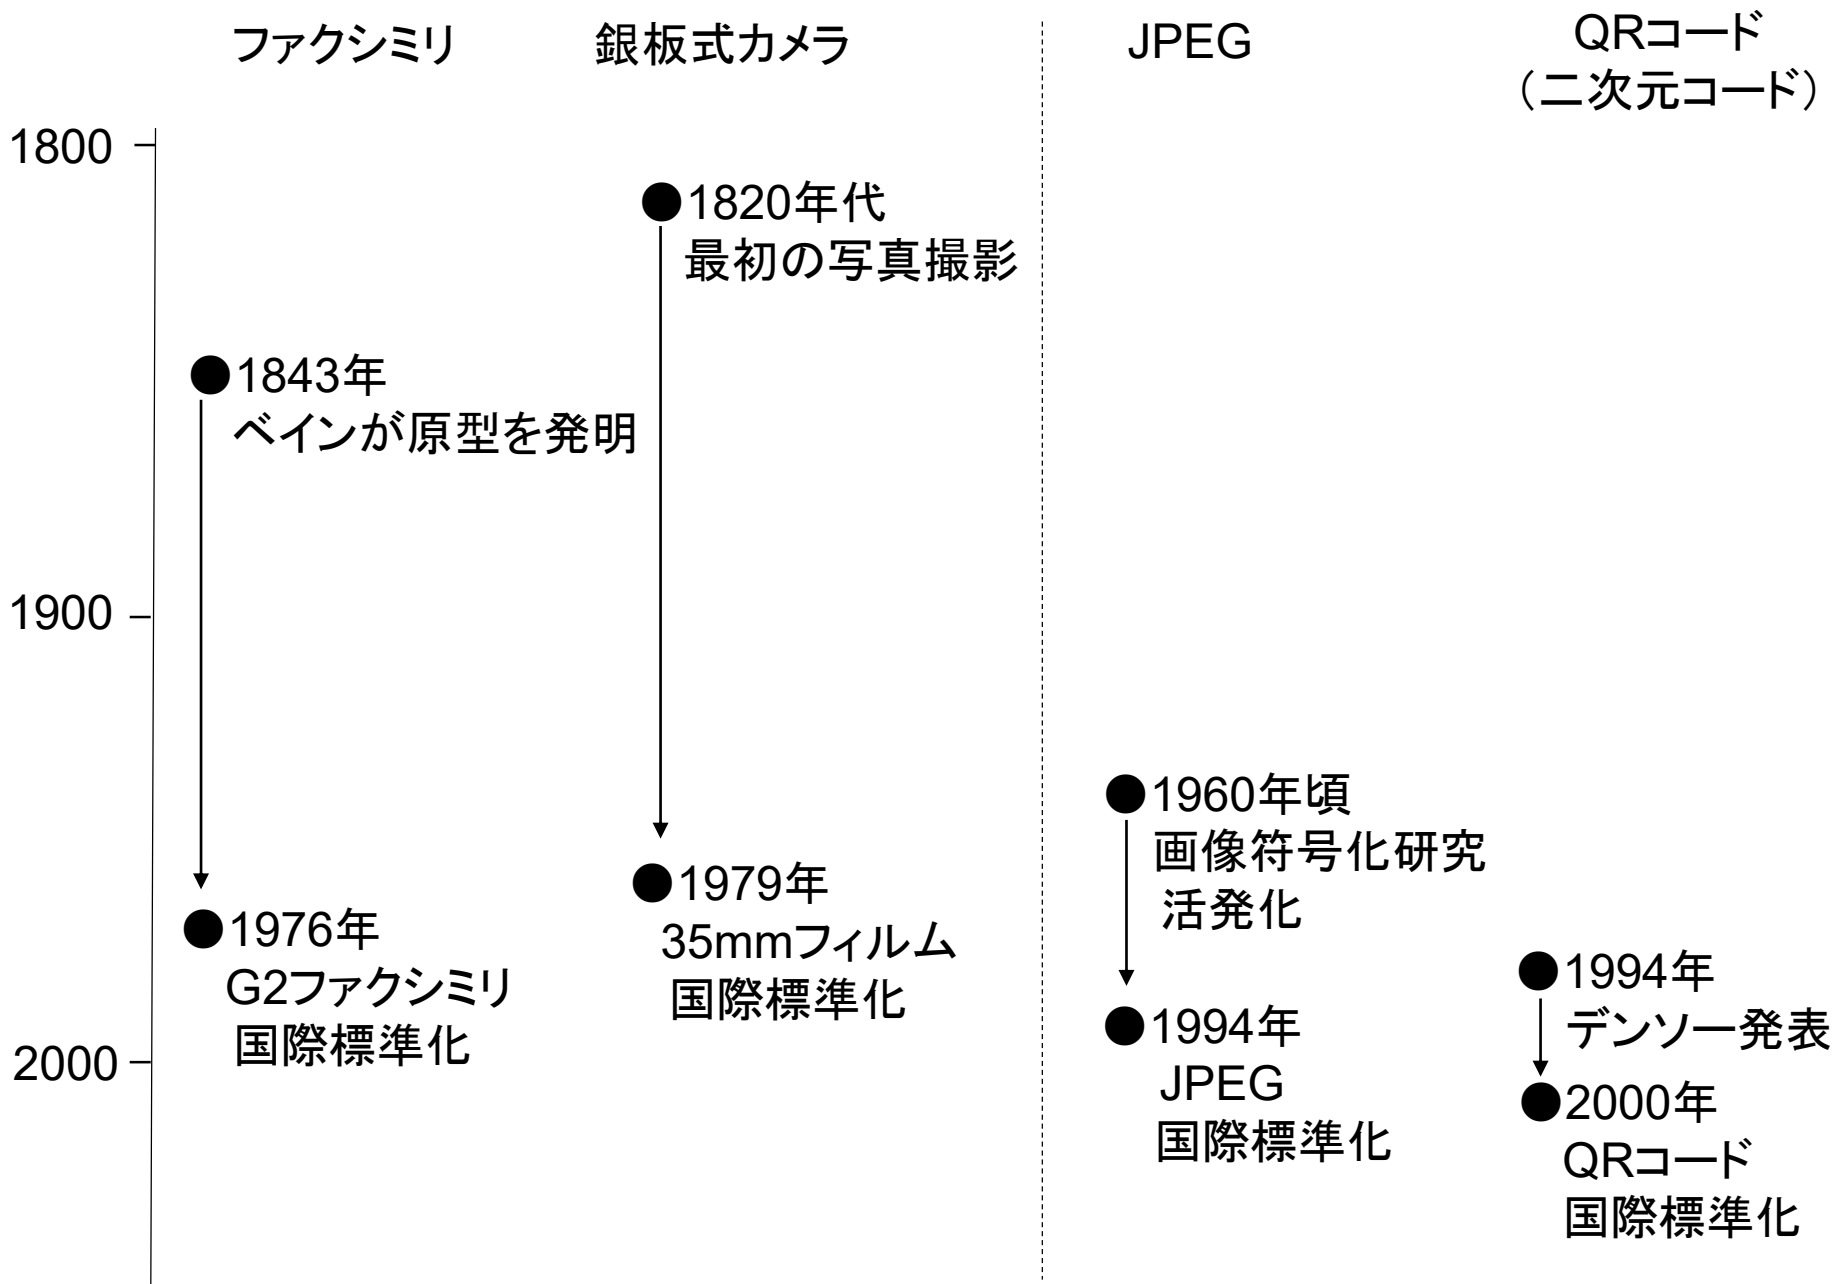 ファクシミリ
銀板式カメラ
JPEG
QRコード
（二次元コード）
1800
1900
2000
●1843年
ベインが原型を発明
●1976年
G2ファクシミリ
国際標準化
●1820年代
最初の写真撮影
●1979年
35mmフィルム
国際標準化
●1960年頃
画像符号化研究
活発化
●1994年
JPEG
国際標準化
●1994年
デンソー発表
●2000年
QRコード
国際標準化